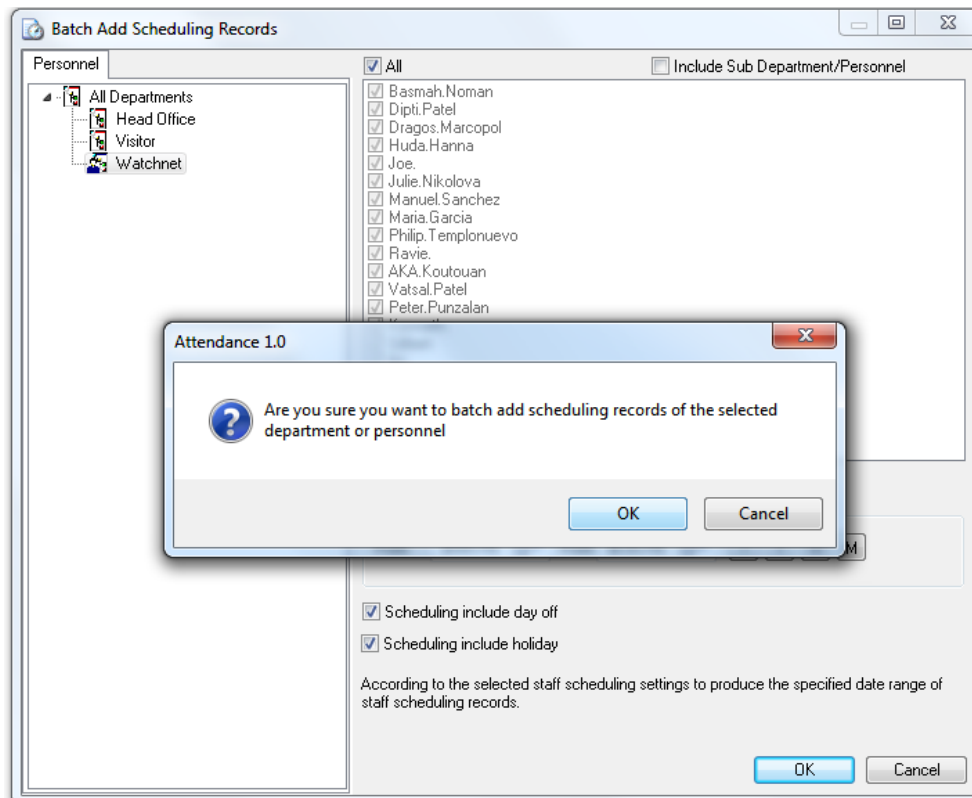 Batch Add Scheduling Records
Personnel
All Departments
Head Office
Visitor
Watchnet
All
Include Sub Department/Personnel
Basmah.Noman
Dipti.Patel
Dragos.Marcopol
Huda.Hanna
Joe.
Julie.Nikolova
Manuel.Sanchez
Maria.Garcia
Philip.Templonuevo
Ravie.
AKA.Koutouan
Vatsal.Patel
Peter.Punzalan
Attendance 1.0
Are you sure you want to batch add scheduling records of the selected
department or personnel
OK
Cancel
M
Scheduling include day off
Scheduling include holiday
According to the selected staff scheduling settings to produce the specified date range of
staff scheduling records.
OK
Cancel